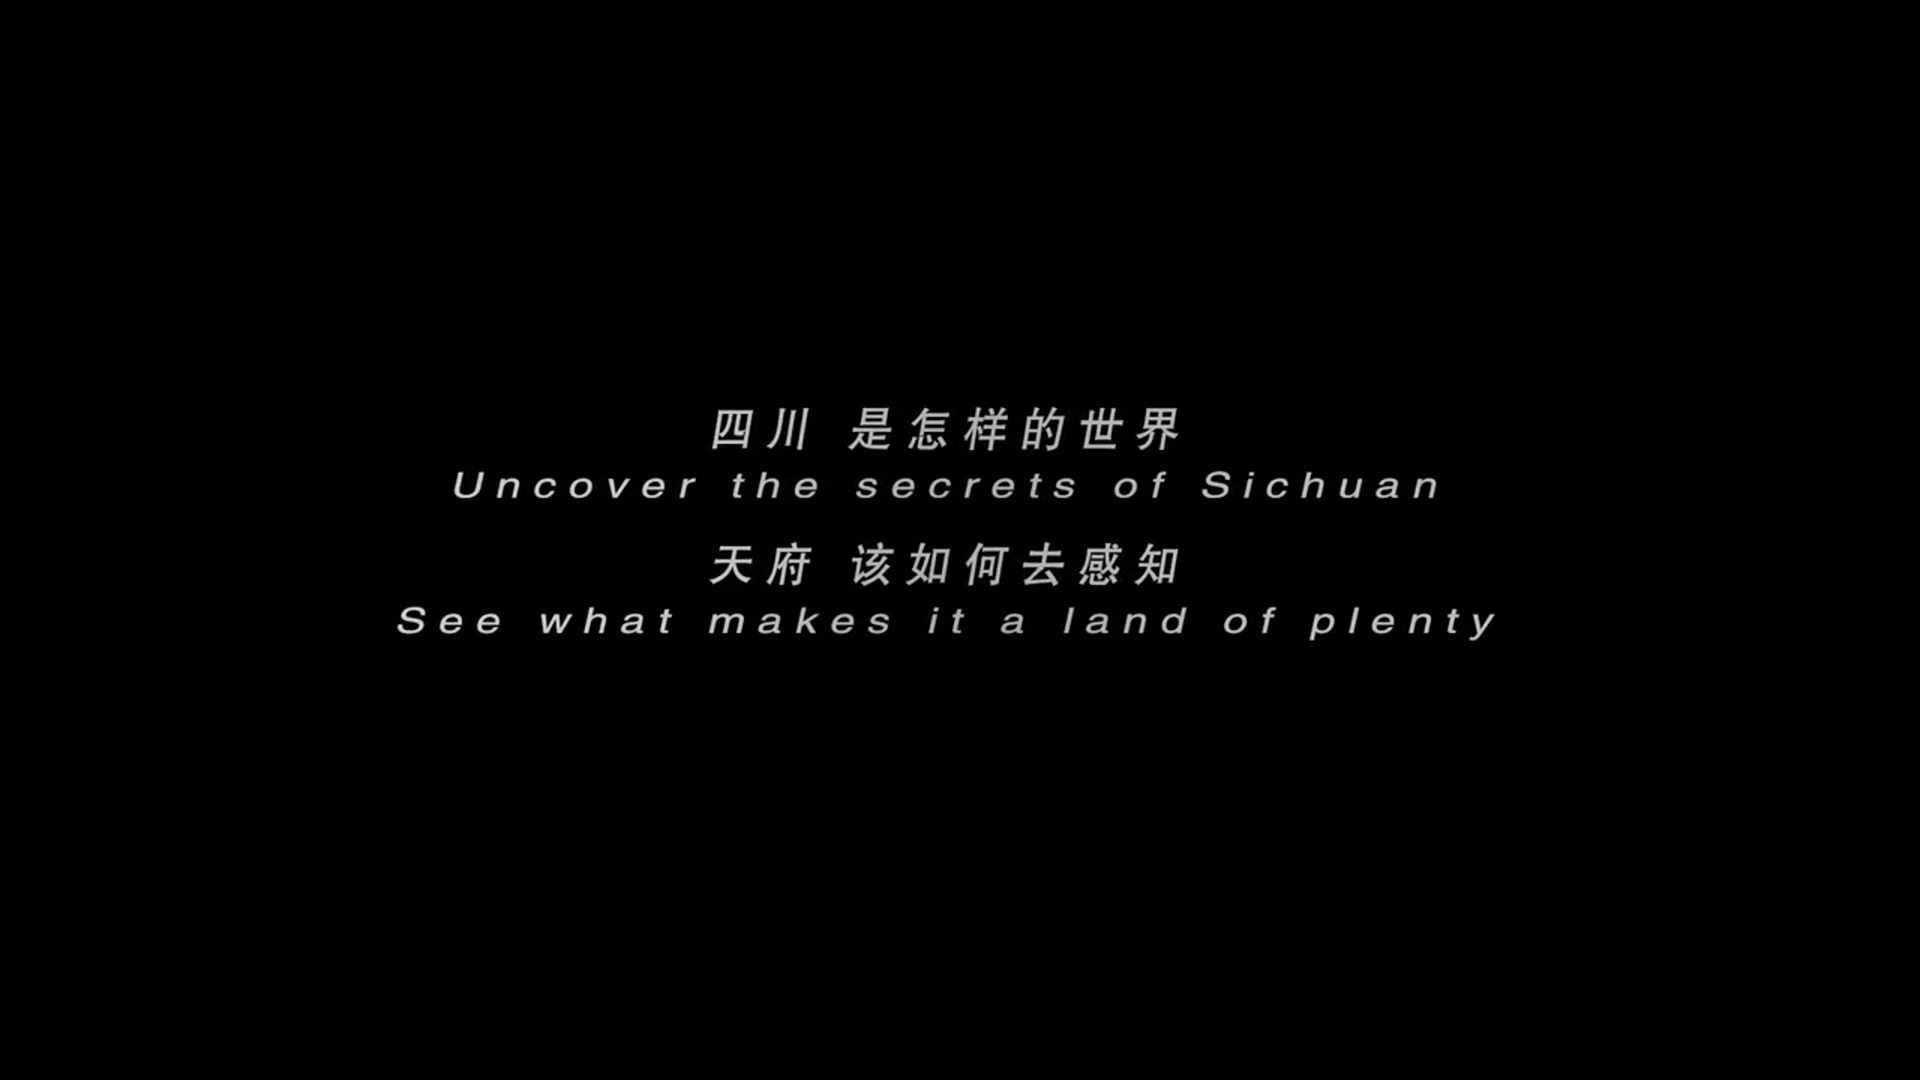 四川 是怎样的世界
Uncover the secrets of Sichuan
天府 该如何去感知
See what makes it a land of plenty